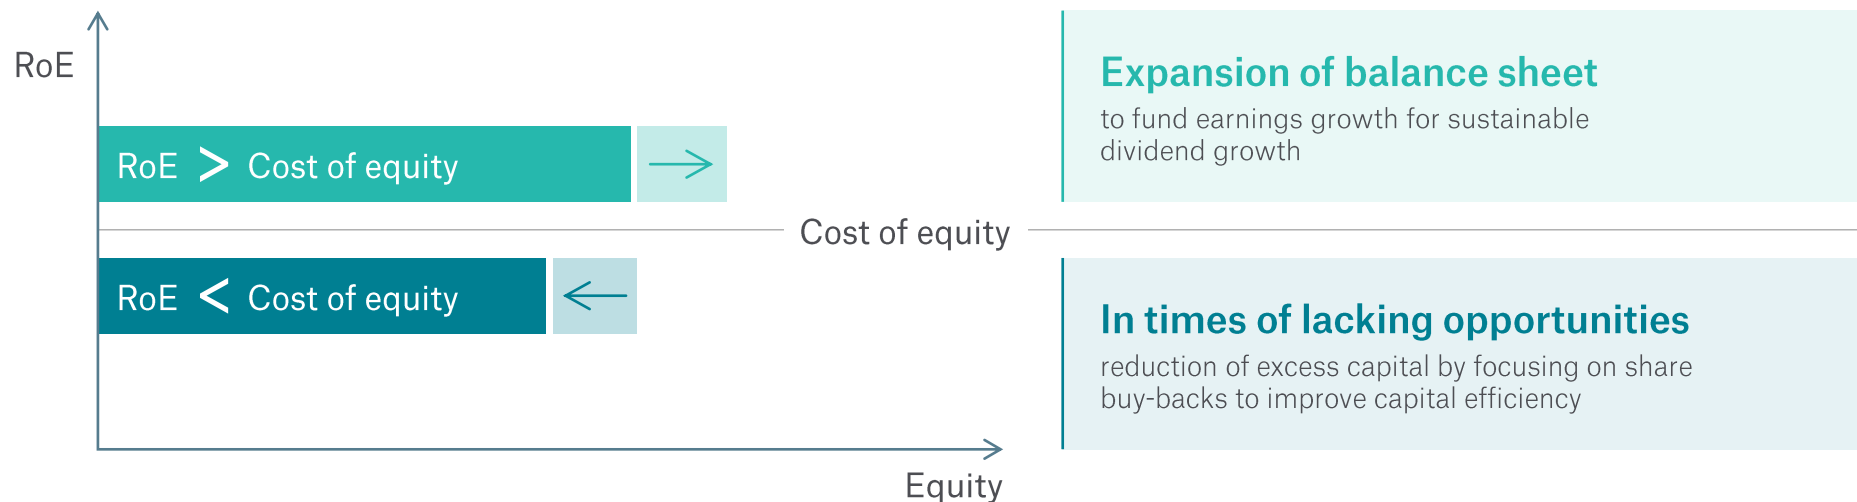 RoE
RoE > Cost of equity
Expansion of balance sheet
to fund earnings growth for sustainable
dividend growth
Cost of equity
RoE < Cost of equity
In times of lacking opportunities
reduction of excess capital by focusing on share
buy-backs to improve capital efficiency
Equity